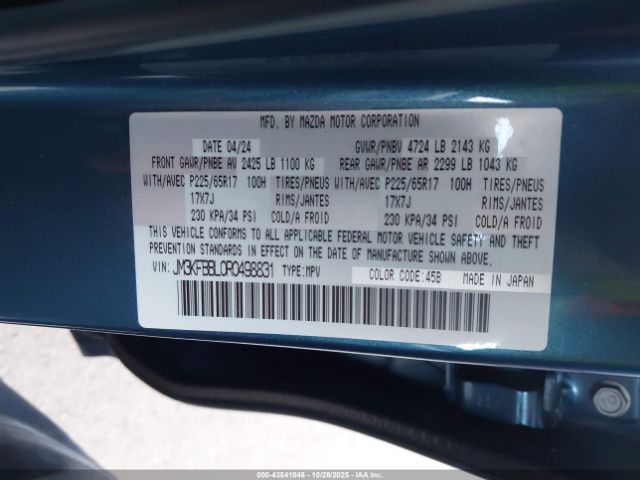 MFD. BY MAZDA MOTOR CORPORATION
DATE 04/24 GVWR/PNBV 4724 LB 2143 KG
FRONT GAWR/PNBE AV 2425 LB 1100 KG REAR GAWR/PNBE AR 2299 LB 1043 KG
WITH/AVEC P225/65R17 100H TIRES/PNEUS WITH/AVEC P225/65R17 100H TIRES/PNEUS
17X7J RIMS/JANTES 17X7J RIMS/JANTES
230 KPA/34 PSI COLD/A FROID 230 KPA/34 PSI COLD/A FROID
THIS VEHICLE CONFORMS TO ALL APPLICABLE FEDERAL MOTOR VEHICLE SAFETY AND THEFT
PREVENTION STANDARDS IN EFFECT ON THE DATE OF MANUFACTURE SHOWN ABOVE.
VIN: JM3KFBBL0R0498831 TYPE: MPV COLOR CODE: 45B MADE IN JAPAN
000-43541046 - 10/28/2025 - IAAI.COM